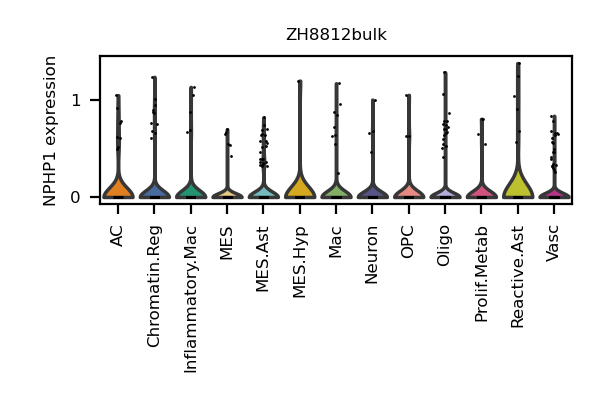 ZH8812bulk
NPHP1 expression
1
0
AC
Chromatin.Reg
Inflammatory.Mac
MES
MES.Ast
MES.Hyp
Mac
Neuron
OPC
Oligo
Prolif.Metab
Reactive.Ast
Vasc